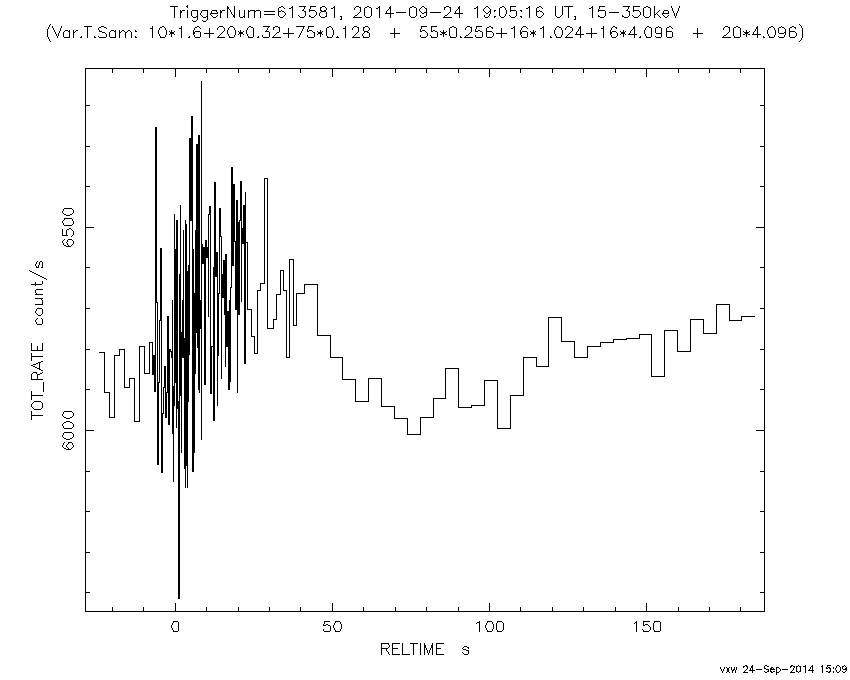 TriggerNum=613581, 2014-09-24 19:05:16 UT, 15-350keV
(Var.T.Sam: 10*1.6+20*0.32+75*0.128 + 55*0.256+16*1.024+16*4.096 + 20*4.096)
TOT_RATE count/s
6500
6000
0 50 100 150
RELTIME s
vxw 24-Sep-2014 15:09